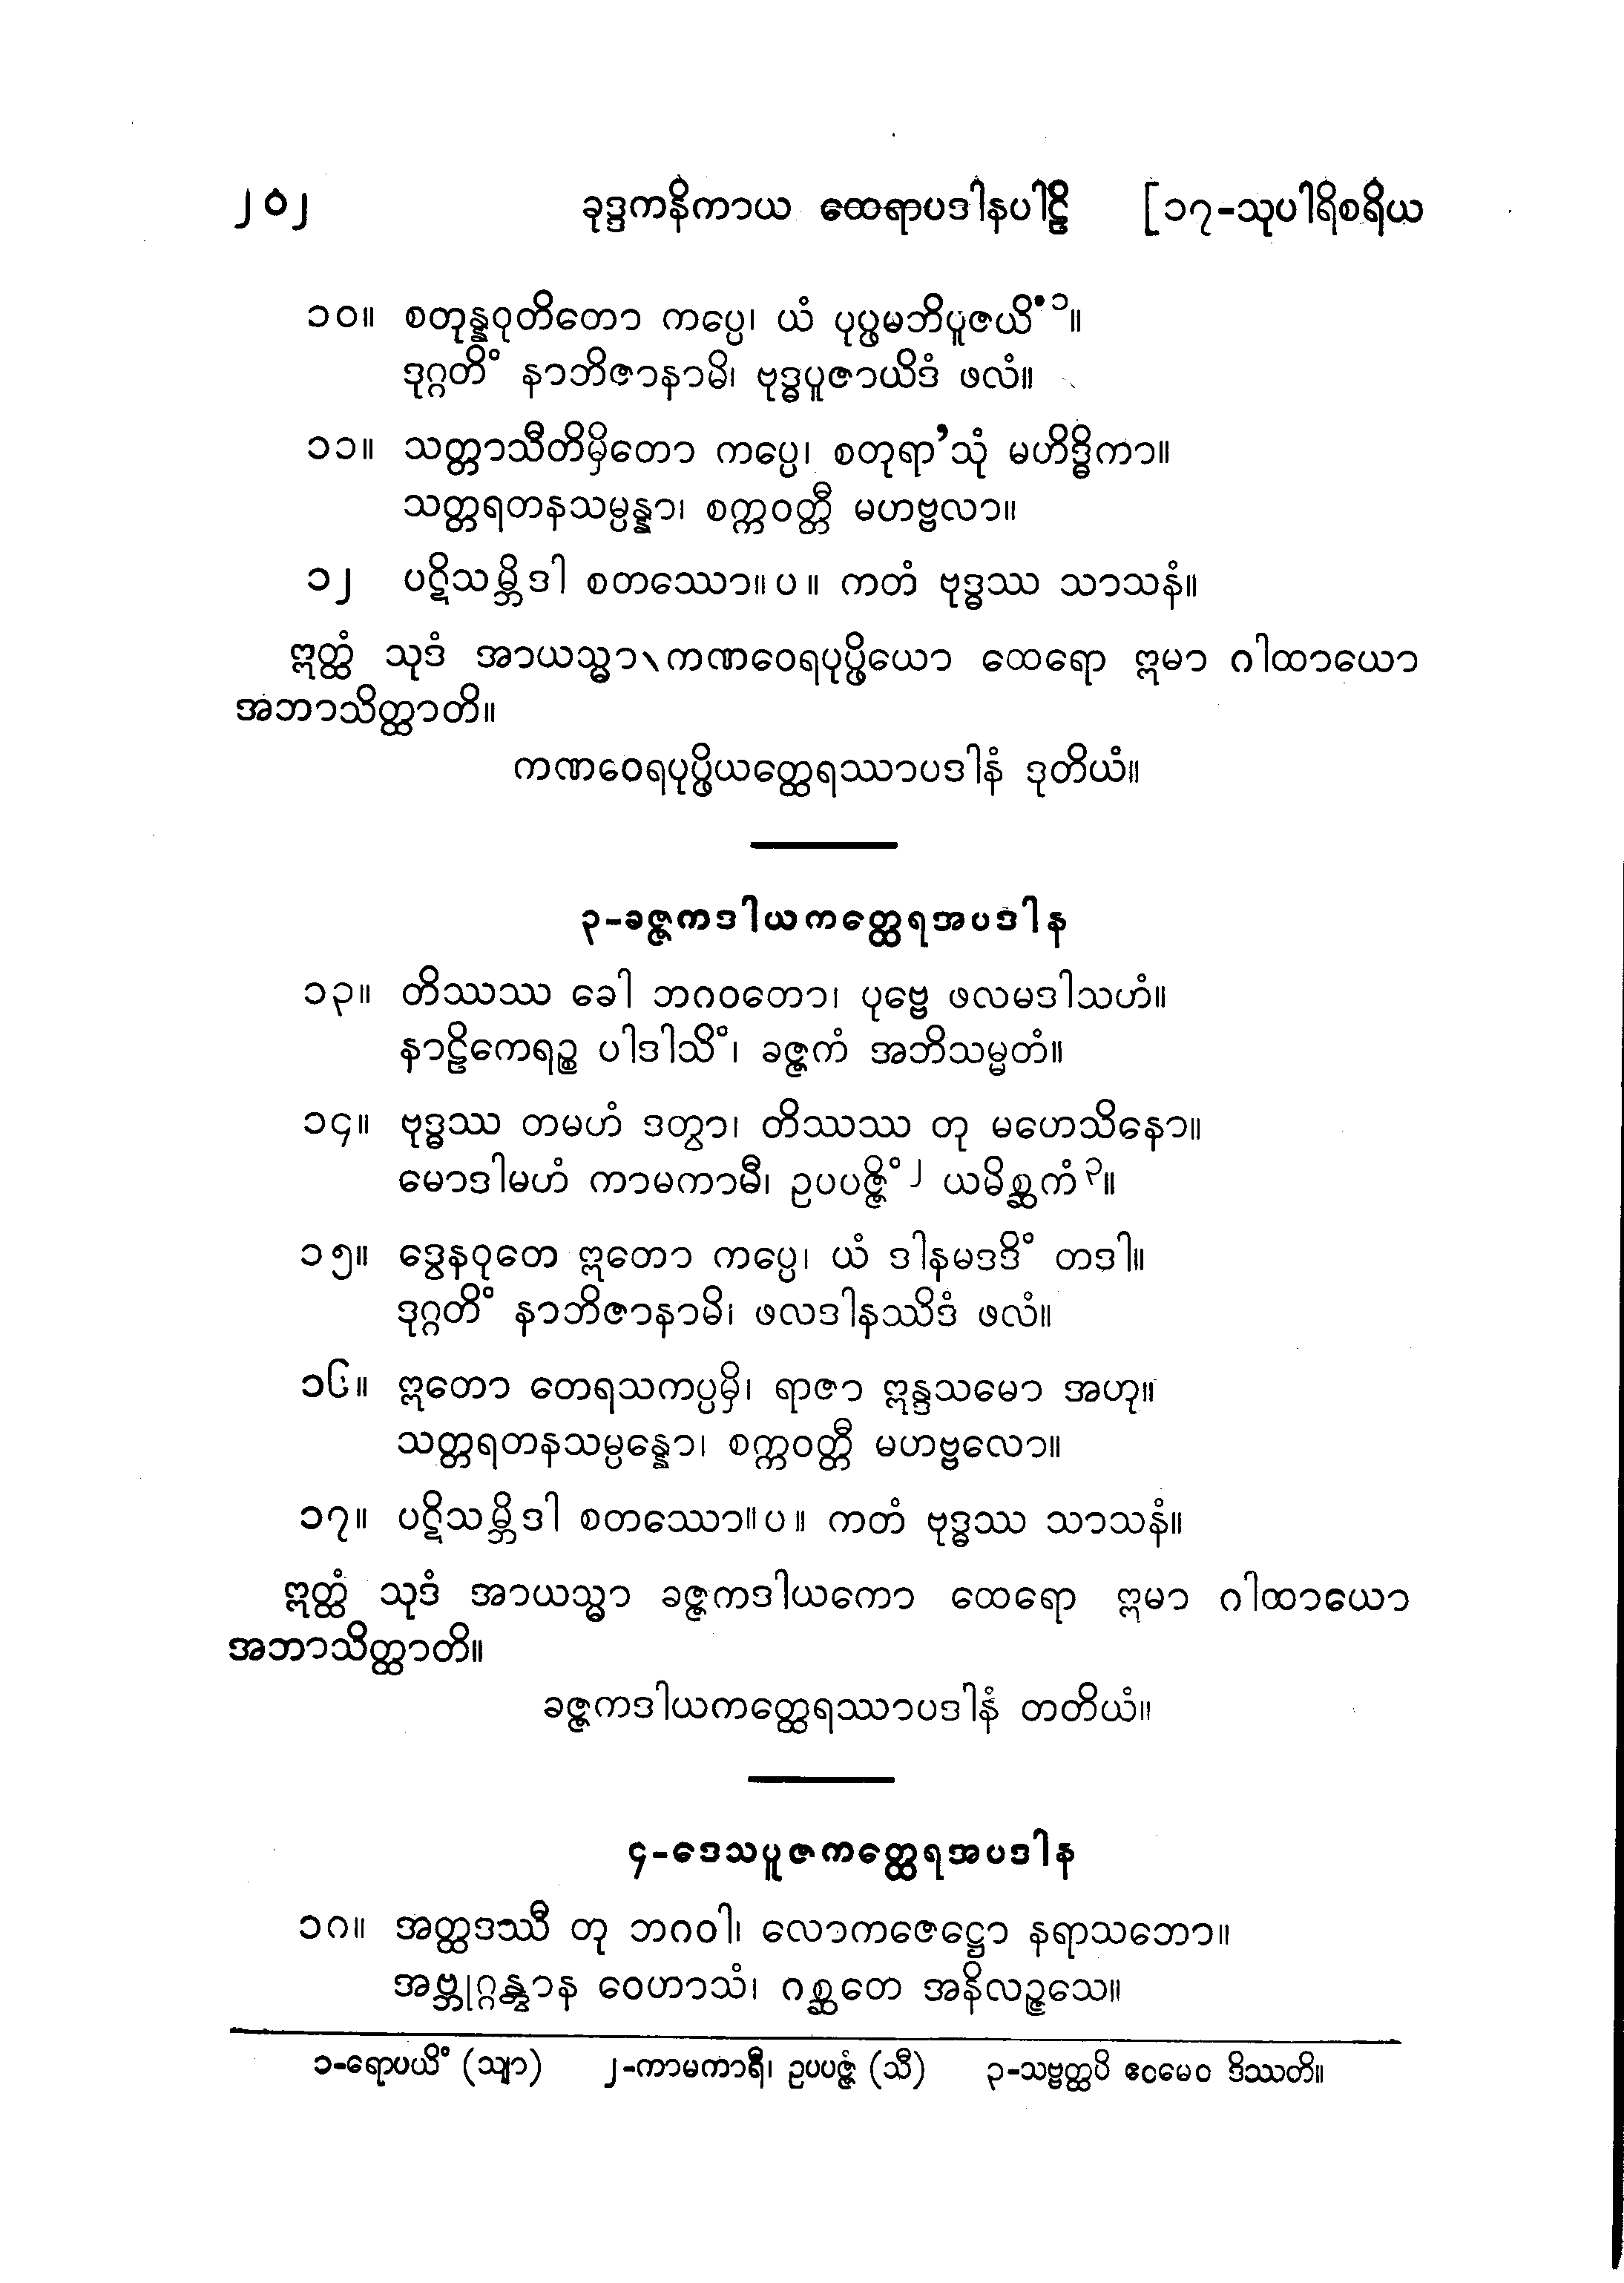 ၂၀၂ ခုဒ္ဒကနိကာယ ထေရာပဒါနပါဠိ [၁၇-သုပါရိစရိယ
၁၀။ စတုန္နဝုတိတော ကပ္ပေ၊ ယံ ပုပ္ဖမဘိပူဇယိံ၁။
ဒုဂ္ဂတိံ နာဘိဇာနာမိ၊ ဗုဒ္ဓပူဇာယိဒံ ဖလံ။
၁၁။ သတ္တာသီတိမှိတော ကပ္ပေ၊ စတုရာ’သုံ မဟိဒ္ဓိကာ။
သတ္တရတနသမ္ပန္နာ၊ စက္ကဝတ္တီ မဟဗ္ဗလာ။
၁၂ ပဋိသမ္ဘိဒါ စတဿော။ပ။ ကတံ ဗုဒ္ဓဿ သာသနံ။
ဣတ္ထံ သုဒံ အာယသ္မာ ကဏဝေရပုပ္ဖိယော ထေရော ဣမာ ဂါထာယော
အဘာသိတ္ထာတိ။
ကဏဝေရပုပ္ဖိယတ္ထေရဿာပဒါနံ ဒုတိယံ။
၃-ခဇ္ဇကဒါယကတ္ထေရအပဒါန
၁၃။ တိဿဿ ခေါ ဘဂဝတော၊ ပုဗ္ဗေ ဖလမဒါသဟံ။
နာဠိကေရဉ္စ ပါဒါသိံ၊ ခဇ္ဇကံ အဘိသမ္မတံ။
၁၄။ ဗုဒ္ဓဿ တမဟံ ဒတွာ၊ တိဿဿ တု မဟေသိနော။
မောဒါမဟံ ကာမကာမီ၊ ဥပပဇ္ဇိံ၂ ယမိစ္ဆကံ၃။
၁၅။ ဒွေနဝုတေ ဣတော ကပ္ပေ၊ ယံ ဒါနမဒဒိံ တဒါ။
ဒုဂ္ဂတိံ နာဘိဇာနာမိ၊ ဖလဒါနဿိဒံ ဖလံ။
၁၆။ ဣတော တေရသကပ္ပမှိ၊ ရာဇာ ဣန္ဒသမော အဟု။
သတ္တရတနသမ္ပန္နော၊ စက္ကဝတ္တီ မဟဗ္ဗလော။
၁၇။ ပဋိသမ္ဘိဒါ စတဿော။ပ။ ကတံ ဗုဒ္ဓဿ သာသနံ။
ဣတ္ထံ သုဒံ အာယသ္မာ ခဇ္ဇကဒါယကော ထေရော ဣမာ ဂါထာယော
အဘာသိတ္ထာတိ။
ခဇ္ဇကဒါယကတ္ထေရဿာပဒါနံ တတိယံ။
၄-ဒေသပူဇကတ္ထေရအပဒါန
၁၈။ အတ္ထဒဿီ တု ဘဂဝါ၊ လောကဇေဋ္ဌော နရာသဘော။
အဗ္ဘုဂ္ဂန္တွာန ဝေဟာသံ၊ ဂစ္ဆတေ အနိလဉ္ဇသေ။
၁-ရောပယိံ (သျာ) ၂-ကာမကာရီ၊ ဥပပဇ္ဇံ (သီ) ၃-သဗ္ဗတ္ထပိ ဧဝမေဝ ဒိဿတိ။